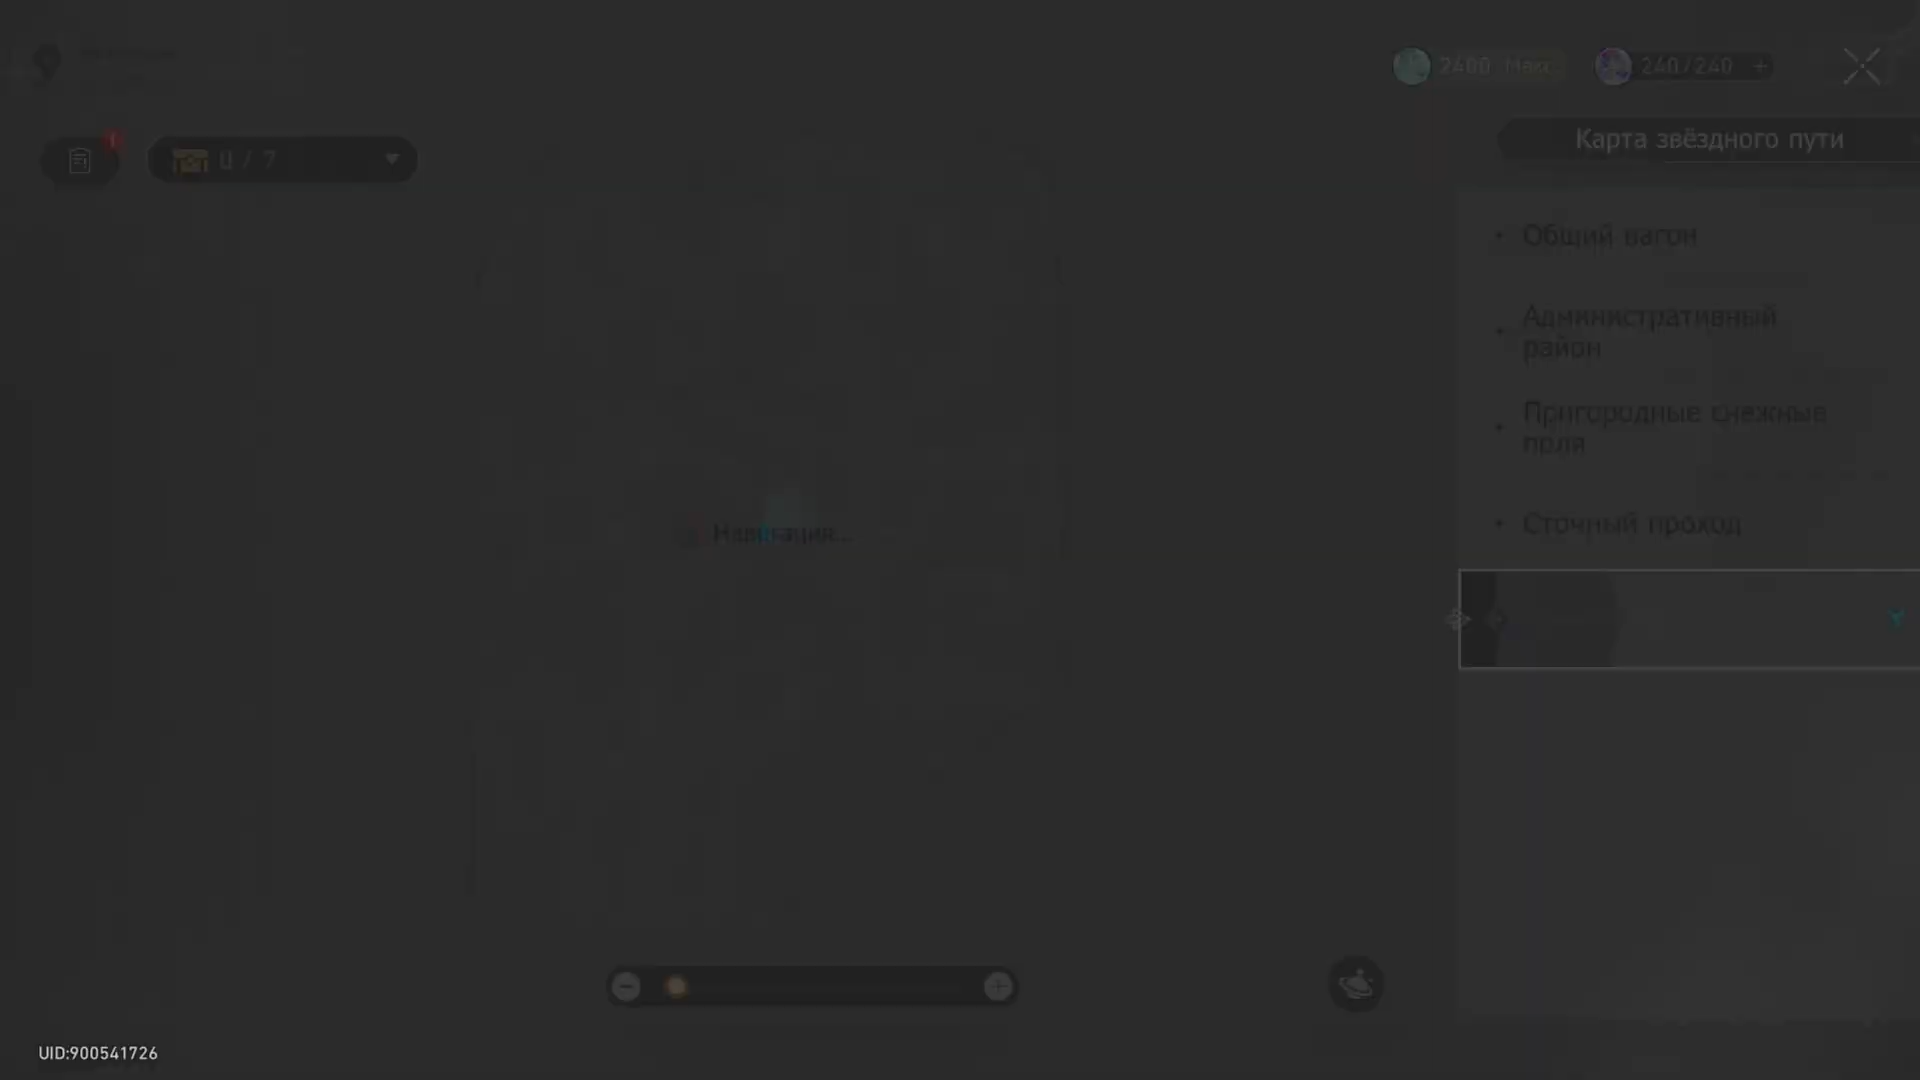 2400
Макс.
240/240
Карта звёздного пути
0 / 7
Общий вагон
Административный
район
Пригородные снежные
поля
Навигация...
Сточный проход
UID:900541726